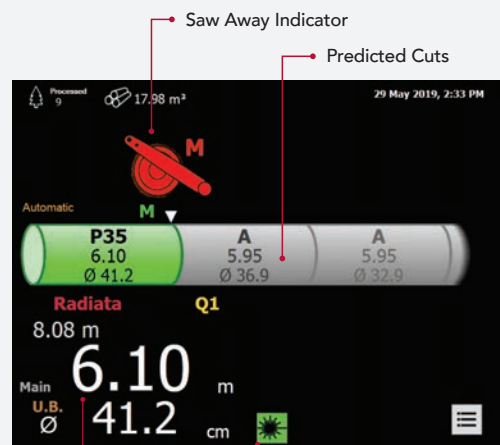 Saw Away Indicator
Predicted Cuts
Processed
9
17.98 m³
29 May 2019, 2:33 PM
M
Automatic
M
P35
6.10
Ø 41.2
A
5.95
Ø 36.9
A
5.95
Ø 32.9
Radiata
Q1
8.08 m
Main 6.10 m
U.B.
Ø 41.2 cm